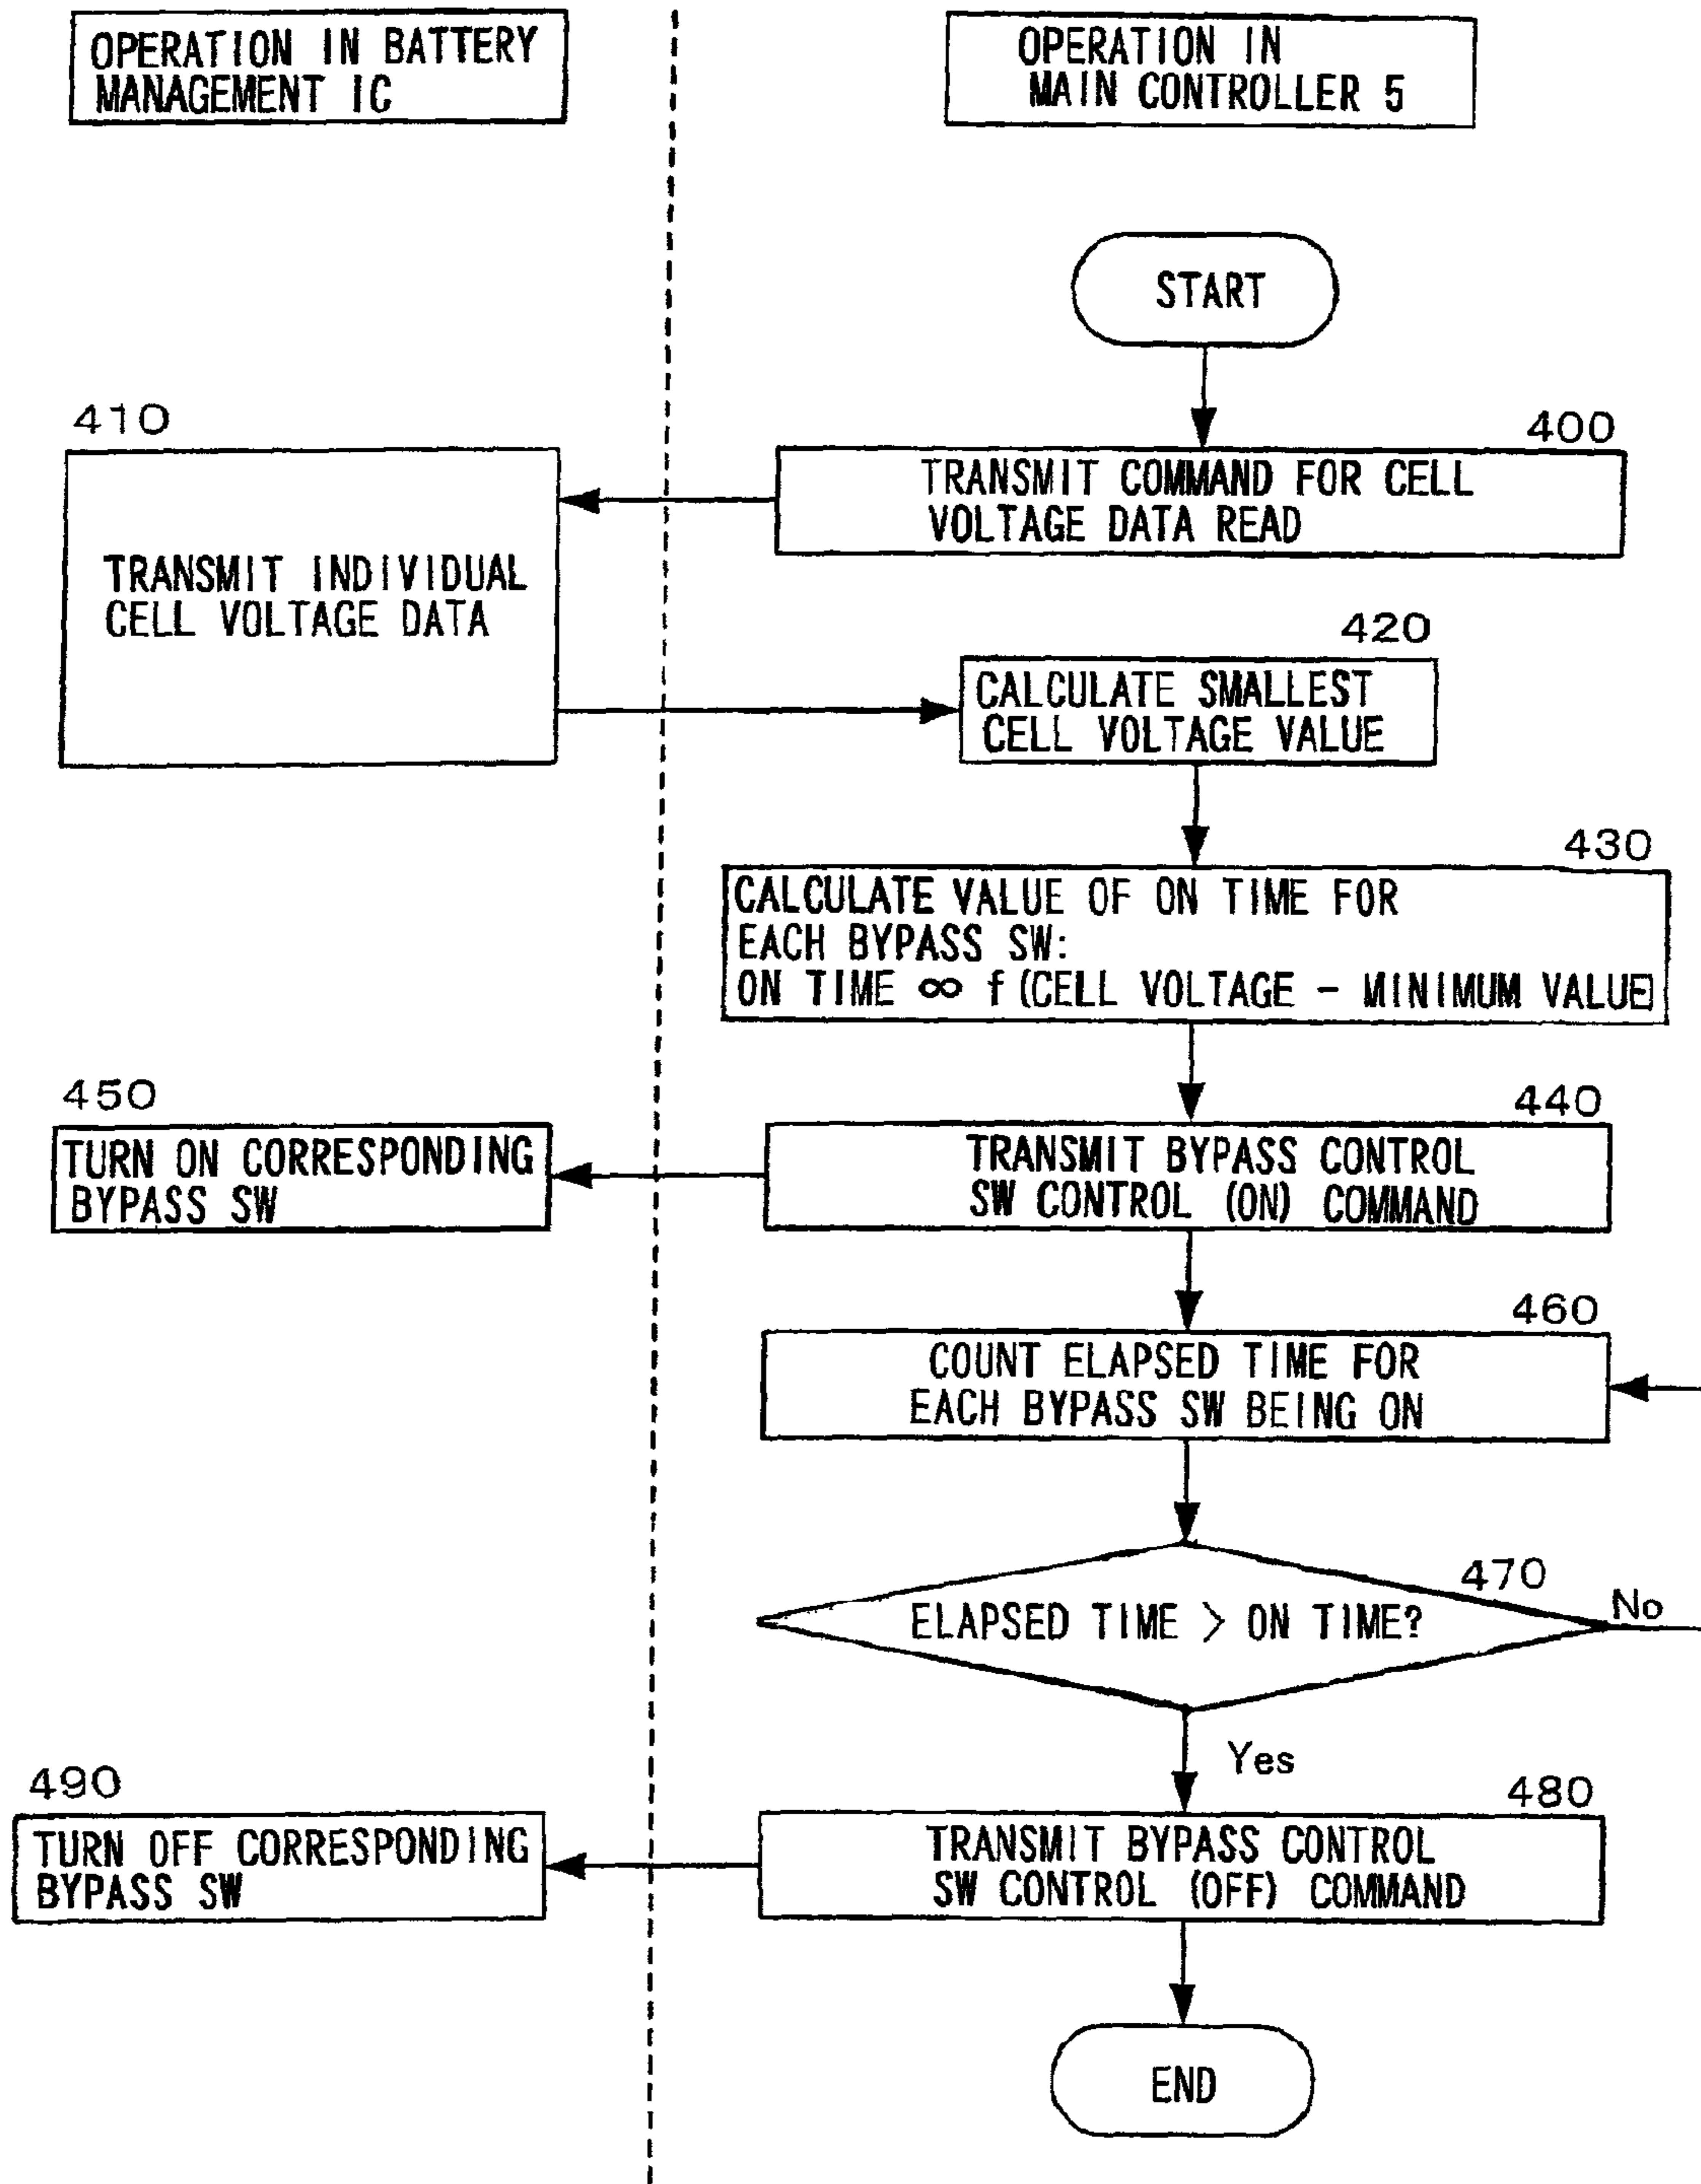 OPERATION IN BATTERY
MANAGEMENT IC
OPERATION IN
MAIN CONTROLLER 5
START
400
TRANSMIT COMMAND FOR CELL
VOLTAGE DATA READ
410
TRANSMIT INDIVIDUAL
CELL VOLTAGE DATA
420
CALCULATE SMALLEST
CELL VOLTAGE VALUE
430
CALCULATE VALUE OF ON TIME FOR
EACH BYPASS SW:
ON TIME ∞ f (CELL VOLTAGE - MINIMUM VALUE)
440
TRANSMIT BYPASS CONTROL
SW CONTROL (ON) COMMAND
450
TURN ON CORRESPONDING
BYPASS SW
460
COUNT ELAPSED TIME FOR
EACH BYPASS SW BEING ON
470
ELAPSED TIME > ON TIME?
No
Yes
480
TRANSMIT BYPASS CONTROL
SW CONTROL (OFF) COMMAND
490
TURN OFF CORRESPONDING
BYPASS SW
END